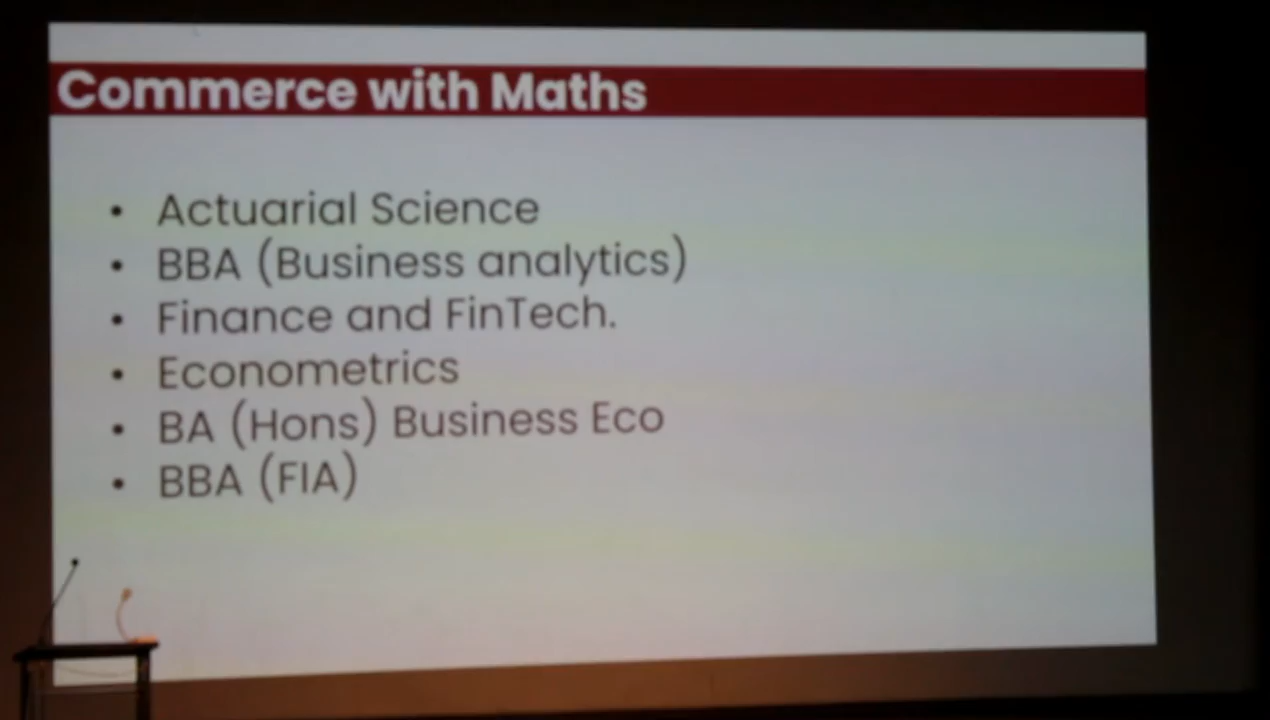 Commerce with Maths
• Actuarial Science
• BBA (Business analytics)
• Finance and FinTech.
• Econometrics
• BA (Hons) Business Eco
• BBA (FIA)